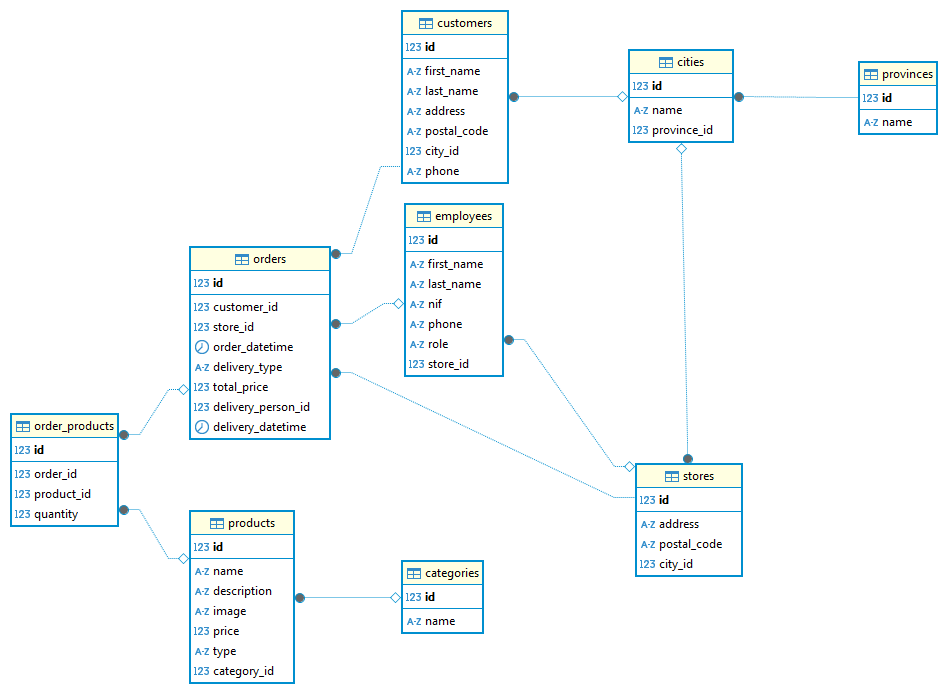 customers
123 id
A-Z first_name
A-Z last_name
A-Z address
A-Z postal_code
123 city_id
A-Z phone
cities
123 id
A-Z name
123 province_id
provinces
123 id
A-Z name
employees
123 id
A-Z first_name
A-Z last_name
A-Z nif
A-Z phone
A-Z role
123 store_id
orders
123 id
123 customer_id
123 store_id
order_datetime
A-Z delivery_type
123 total_price
123 delivery_person_id
delivery_datetime
order_products
123 id
123 order_id
123 product_id
123 quantity
stores
123 id
A-Z address
A-Z postal_code
123 city_id
products
123 id
A-Z name
A-Z description
A-Z image
123 price
A-Z type
123 category_id
categories
123 id
A-Z name